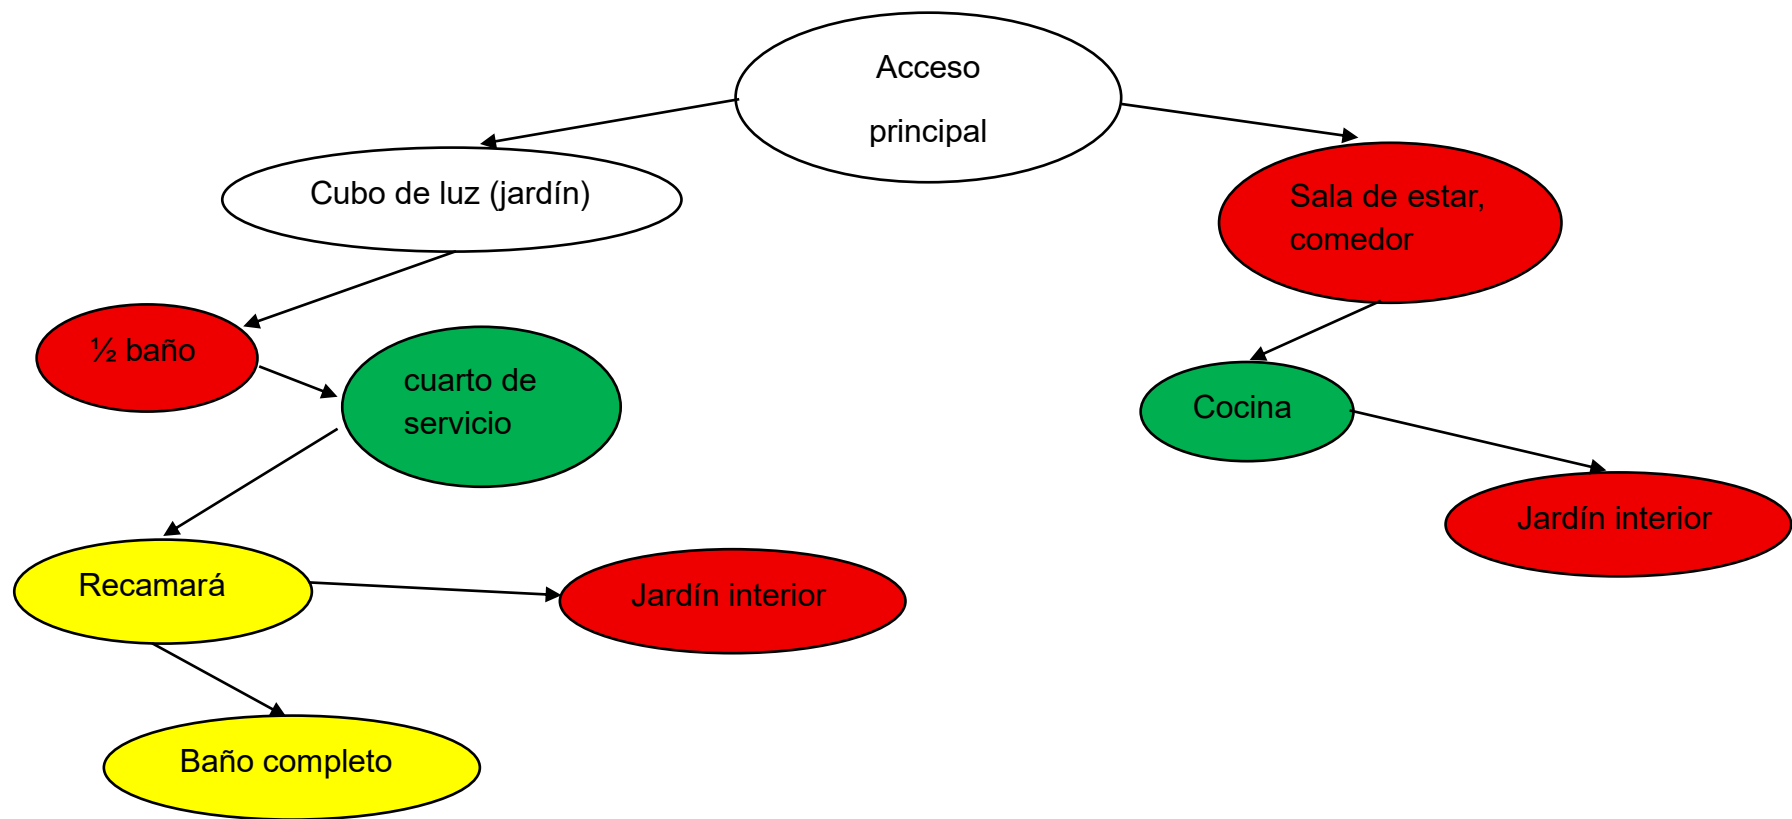 Acceso
principal
Cubo de luz (jardín)
Sala de estar,
comedor
½ baño
cuarto de
servicio
Cocina
Jardín interior
Recamará
Jardín interior
Baño completo